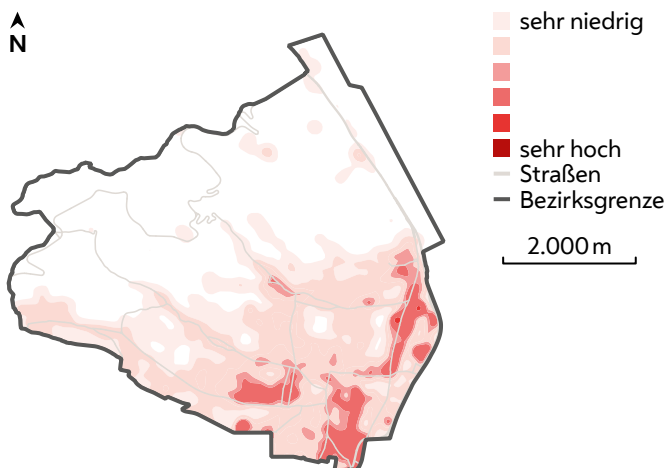 N
sehr niedrig
sehr hoch
Straßen
Bezirksgrenze
2.000 m